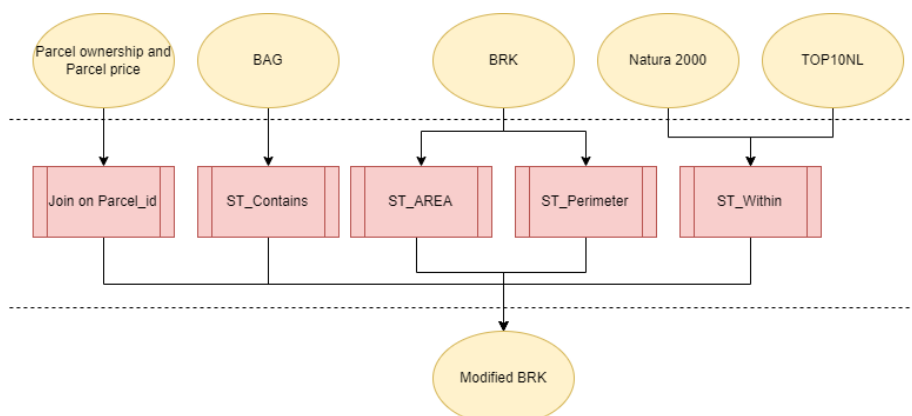 Parcel ownership and
Parcel price
BAG
BRK
Natura 2000
TOP10NL
Join on Parcel_id
ST_Contains
ST_AREA
ST_Perimeter
ST_Within
Modified BRK